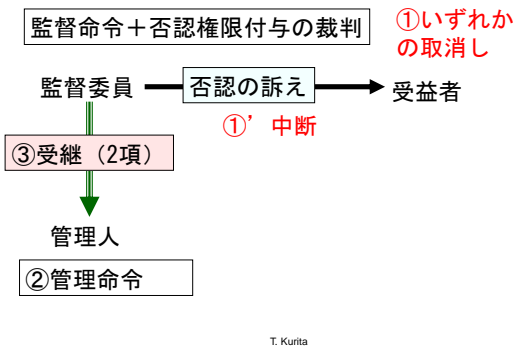 監督命令+否認権限付与の裁判
①いずれか
の取消し
監督委員
否認の訴え
受益者
①’中断
③受継(2項)
管理人
②管理命令
T. Kurita